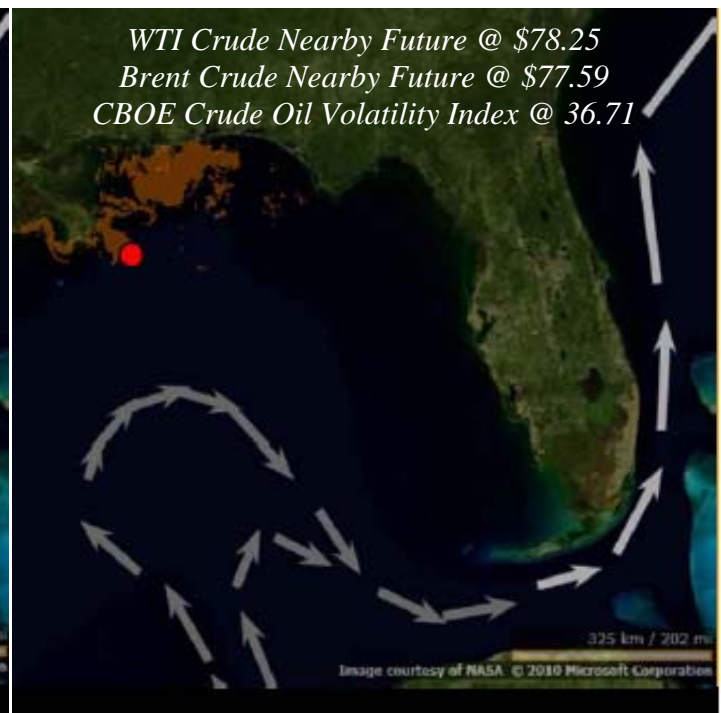 WTI Crude Nearby Future @ $78.25
Brent Crude Nearby Future @ $77.59
CBOE Crude Oil Volatility Index @ 36.71
325 km / 202 mi
Image courtesy of NASA © 2010 Microsoft Corporation